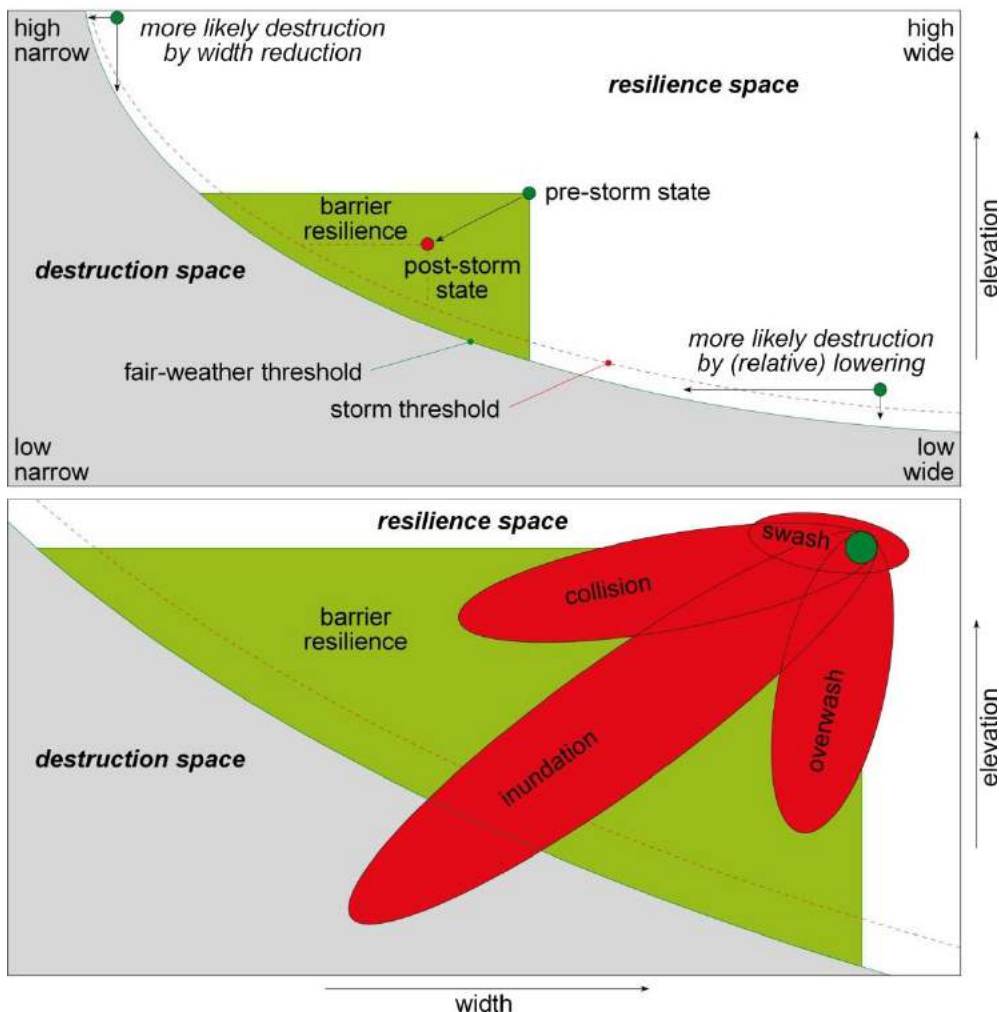 high
narrow
more likely destruction
by width reduction
high
wide
resilience space
pre-storm state
barrier
resilience
destruction space
post-storm
state
elevation
more likely destruction
by (relative) lowering
fair-weather threshold
storm threshold
low
narrow
low
wide
resilience space
swash
collision
barrier
resilience
overwash
inundation
destruction space
elevation
width